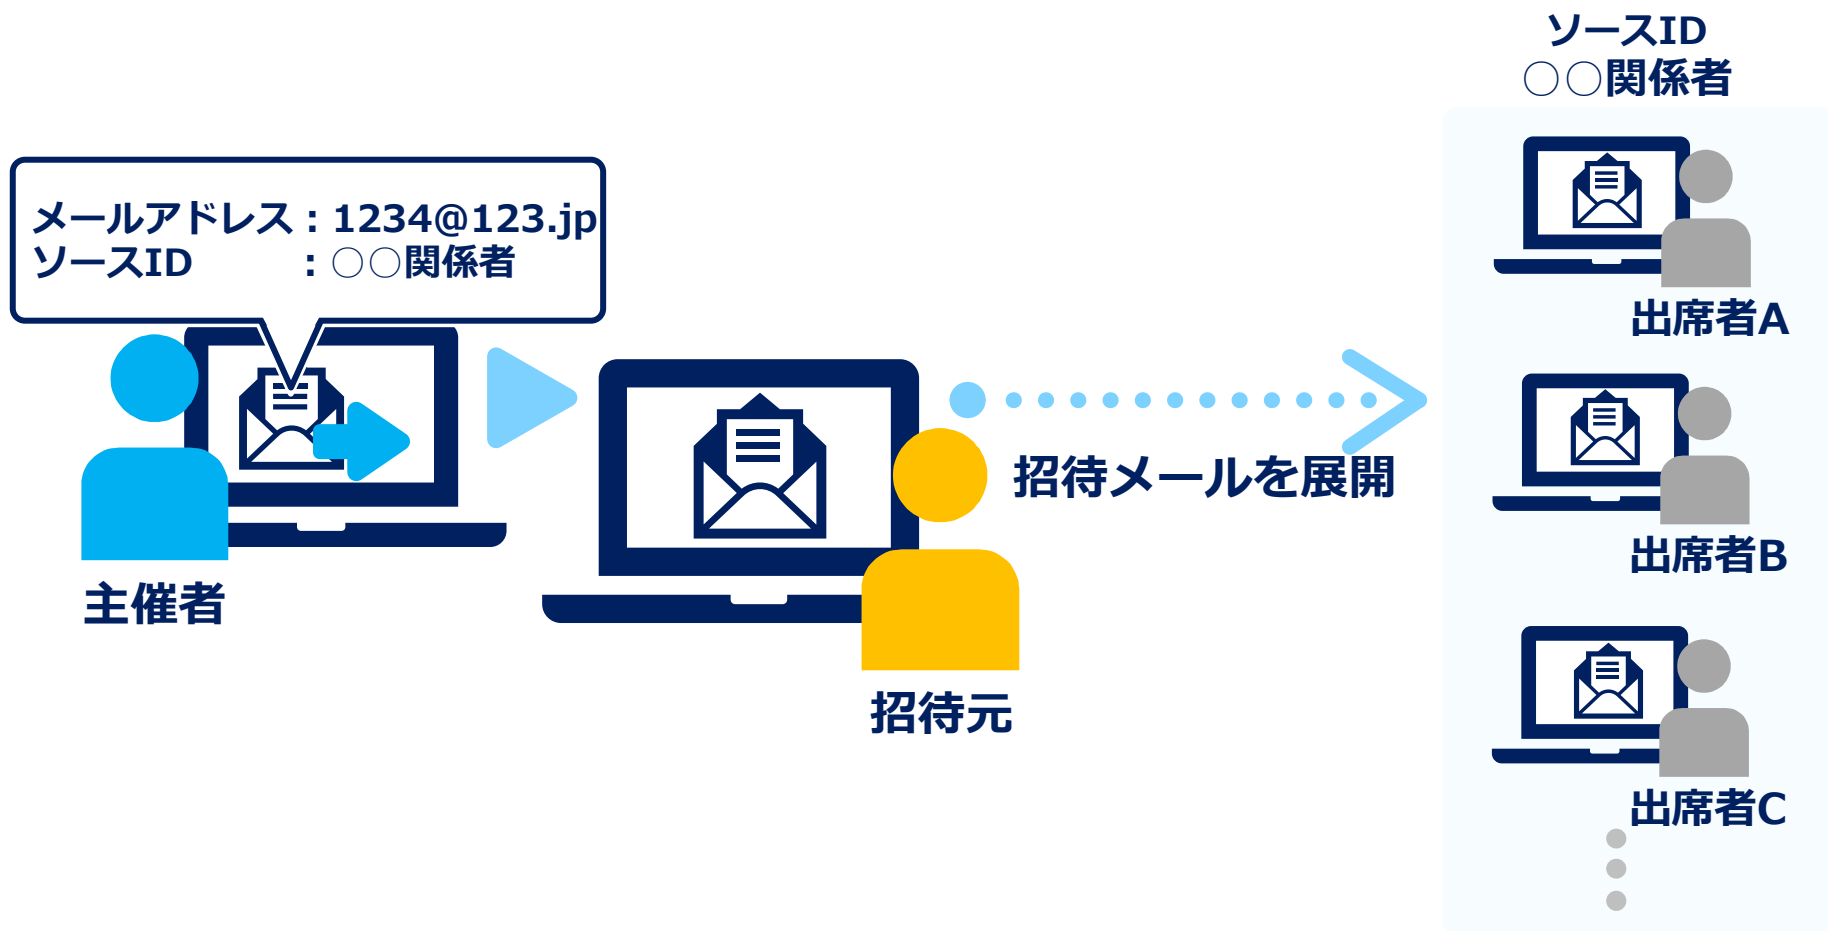 ソースID
○○関係者
メールアドレス：1234@123.jp
ソースID　　　：○○関係者
主催者
招待元
招待メールを展開
出席者A
出席者B
出席者C